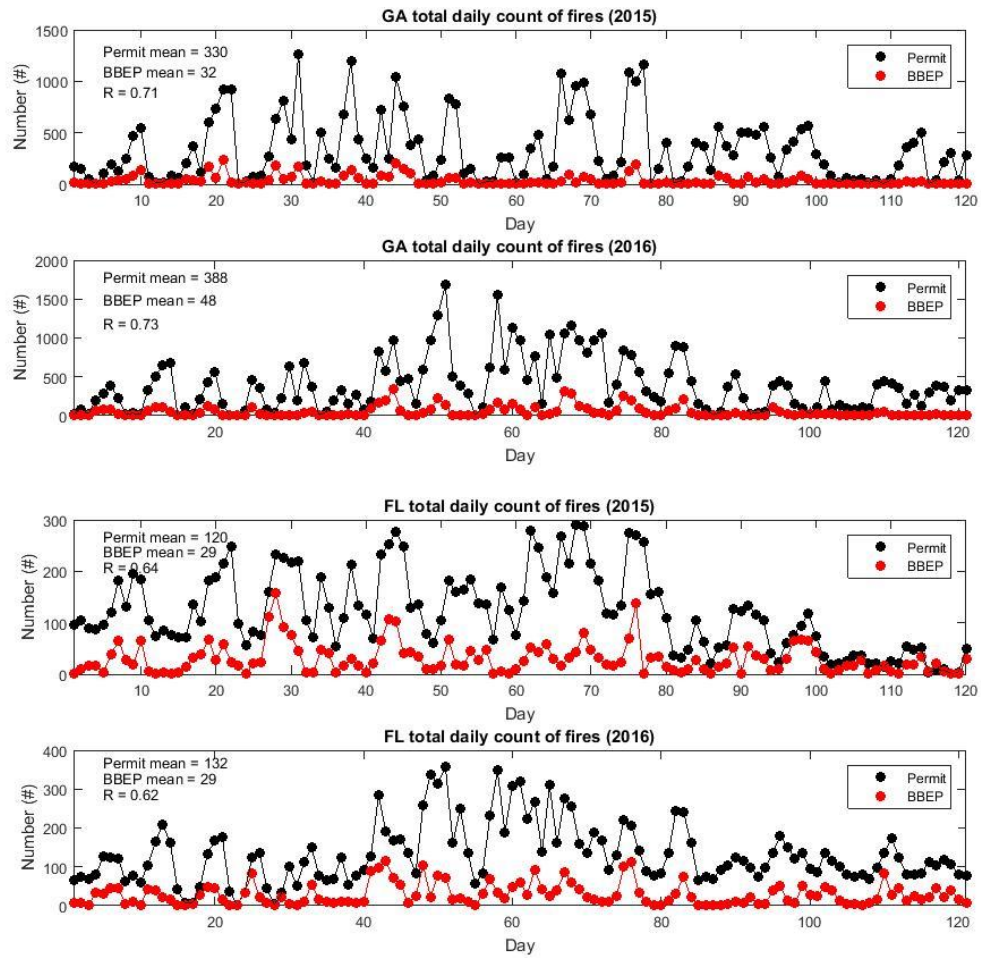 GA total daily count of fires (2015)
1500
1000
500
0
Number (#)
Permit mean = 330
BBEP mean = 32
R = 0.71
Permit
BBEP
10 20 30 40 50 60 70 80 90 100 110 120
Day
GA total daily count of fires (2016)
2000
1500
1000
500
0
Number (#)
Permit mean = 388
BBEP mean = 48
R = 0.73
Permit
BBEP
20 40 60 80 100 120
Day
FL total daily count of fires (2015)
300
200
100
0
Number (#)
Permit mean = 120
BBEP mean = 29
R = 0.64
Permit
BBEP
10 20 30 40 50 60 70 80 90 100 110 120
Day
FL total daily count of fires (2016)
400
300
200
100
0
Number (#)
Permit mean = 132
BBEP mean = 29
R = 0.62
Permit
BBEP
20 40 60 80 100 120
Day